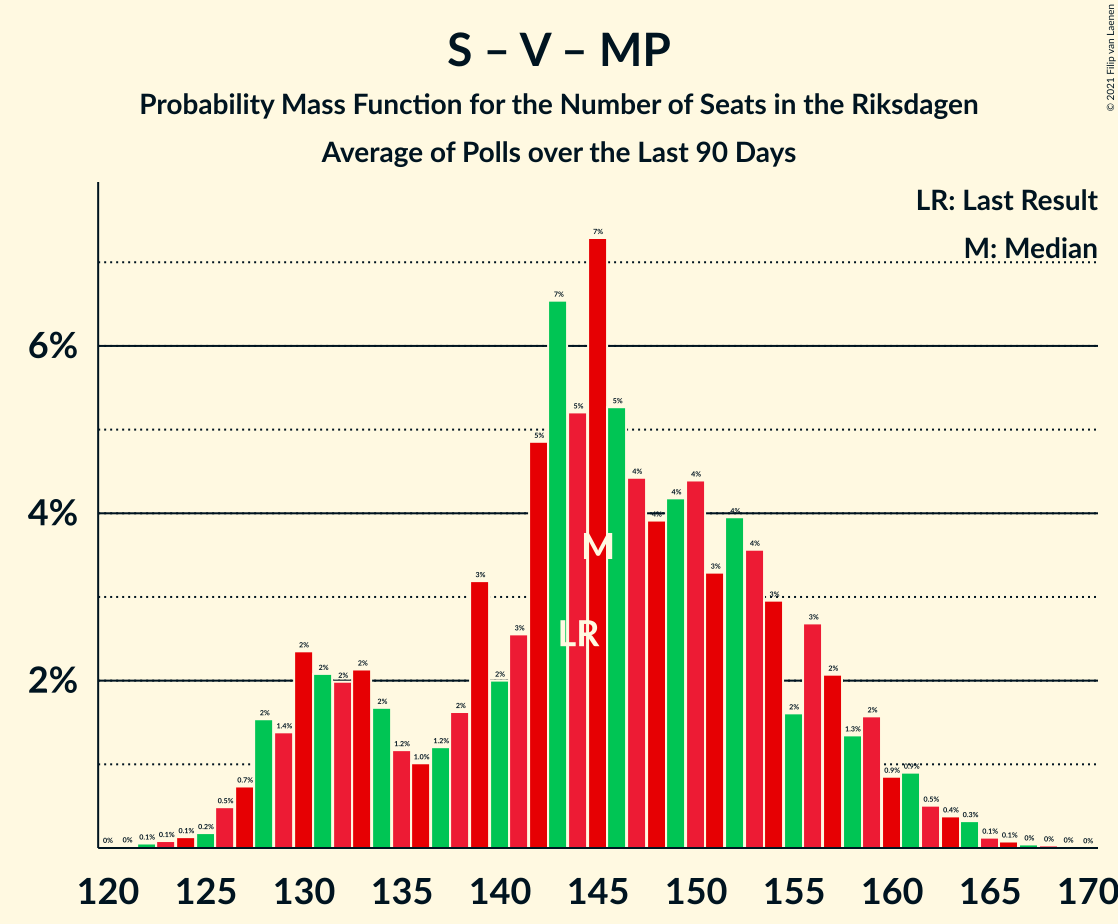 S – V – MP
Probability Mass Function for the Number of Seats in the Riksdagen
Average of Polls over the Last 90 Days
© 2021 Filip van Laenen
LR: Last Result
M: Median
6%
4%
2%
0% 0% 0.1% 0.1% 0.1% 0.2% 0.5% 0.7% 2% 1.4% 2% 2% 2% 2% 2% 1.2% 1.0% 1.2% 2% 3% 2% 3% 5% 7% 5% 7% 5% 4% 4% 4% 4% 3% 4% 4% 3% 2% 3% 2% 1.3% 2% 0.9% 0.9% 0.5% 0.4% 0.3% 0.1% 0.1% 0% 0% 0% 0%
M
LR
120 125 130 135 140 145 150 155 160 165 170